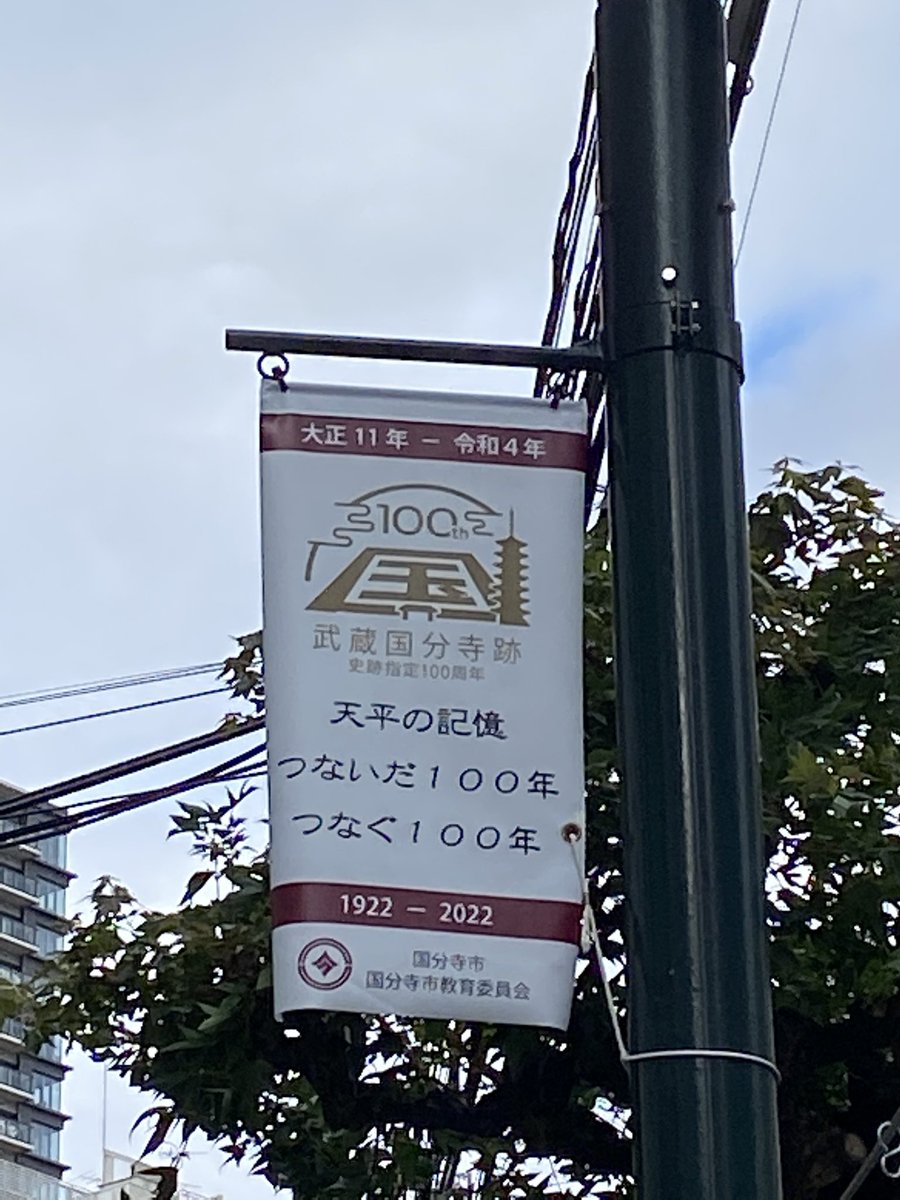 大正11年 － 令和4年
100th
国
武蔵国分寺跡
史跡指定100周年
天平の記憶
つないだ１００年
つなぐ１００年
1922 － 2022
国分寺市
国分寺市教育委員会